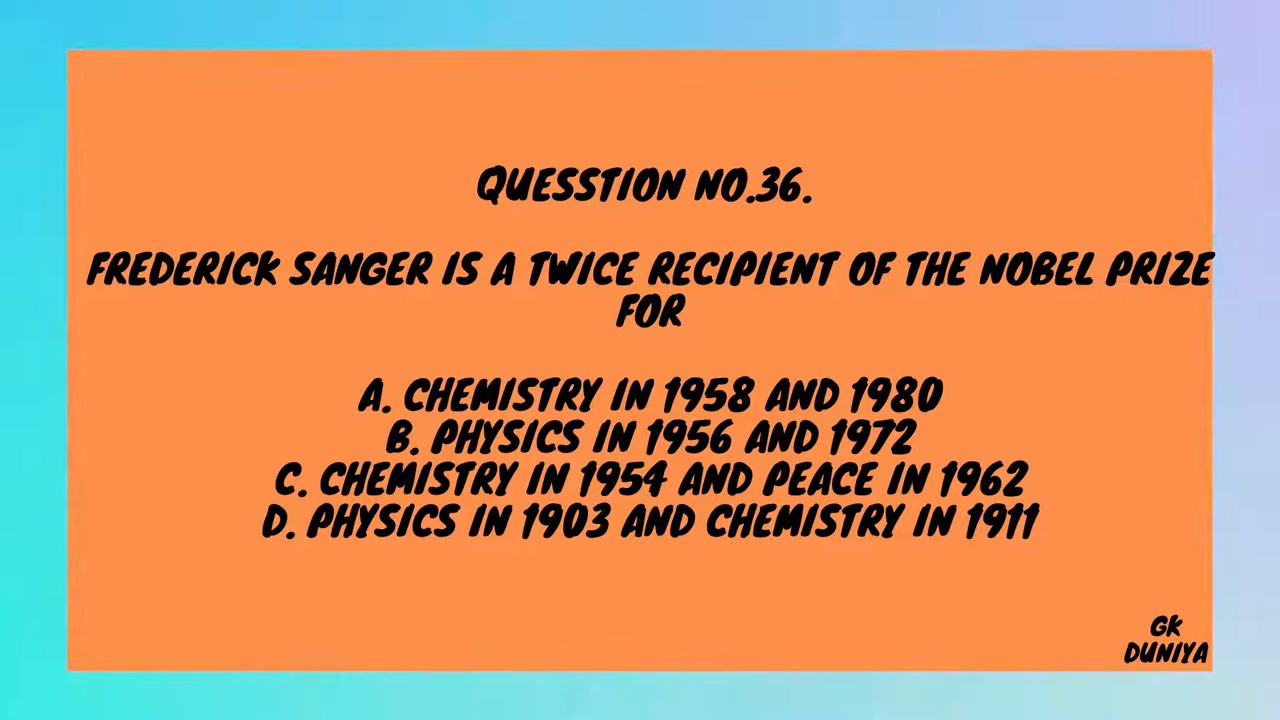 QUESSTION NO.36.
FREDERICK SANGER IS A TWICE RECIPIENT OF THE NOBEL PRIZE
FOR
A. CHEMISTRY IN 1958 AND 1980
B. PHYSICS IN 1956 AND 1972
C. CHEMISTRY IN 1954 AND PEACE IN 1962
D. PHYSICS IN 1903 AND CHEMISTRY IN 1911
GK
DUNIYA